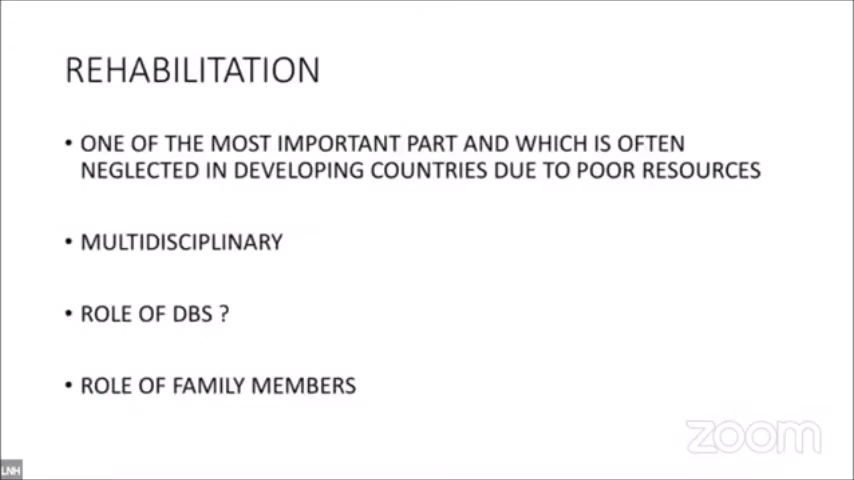 REHABILITATION
• ONE OF THE MOST IMPORTANT PART AND WHICH IS OFTEN
NEGLECTED IN DEVELOPING COUNTRIES DUE TO POOR RESOURCES
• MULTIDISCIPLINARY
• ROLE OF DBS ?
• ROLE OF FAMILY MEMBERS
zoom
LNH